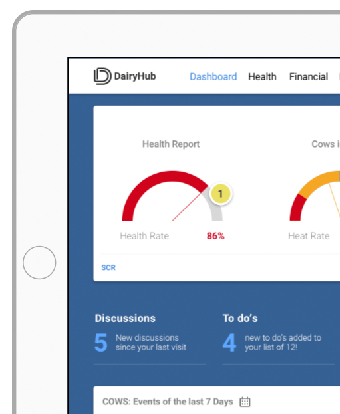 DairyHub Dashboard Health Financial
Health Report
Cows i
1
Health Rate 86%
Heat Rate
SCR
Discussions
5 New discussions
since your last visit
To do's
4 new to do's added to
your list of 12!
COWS: Events of the last 7 Days